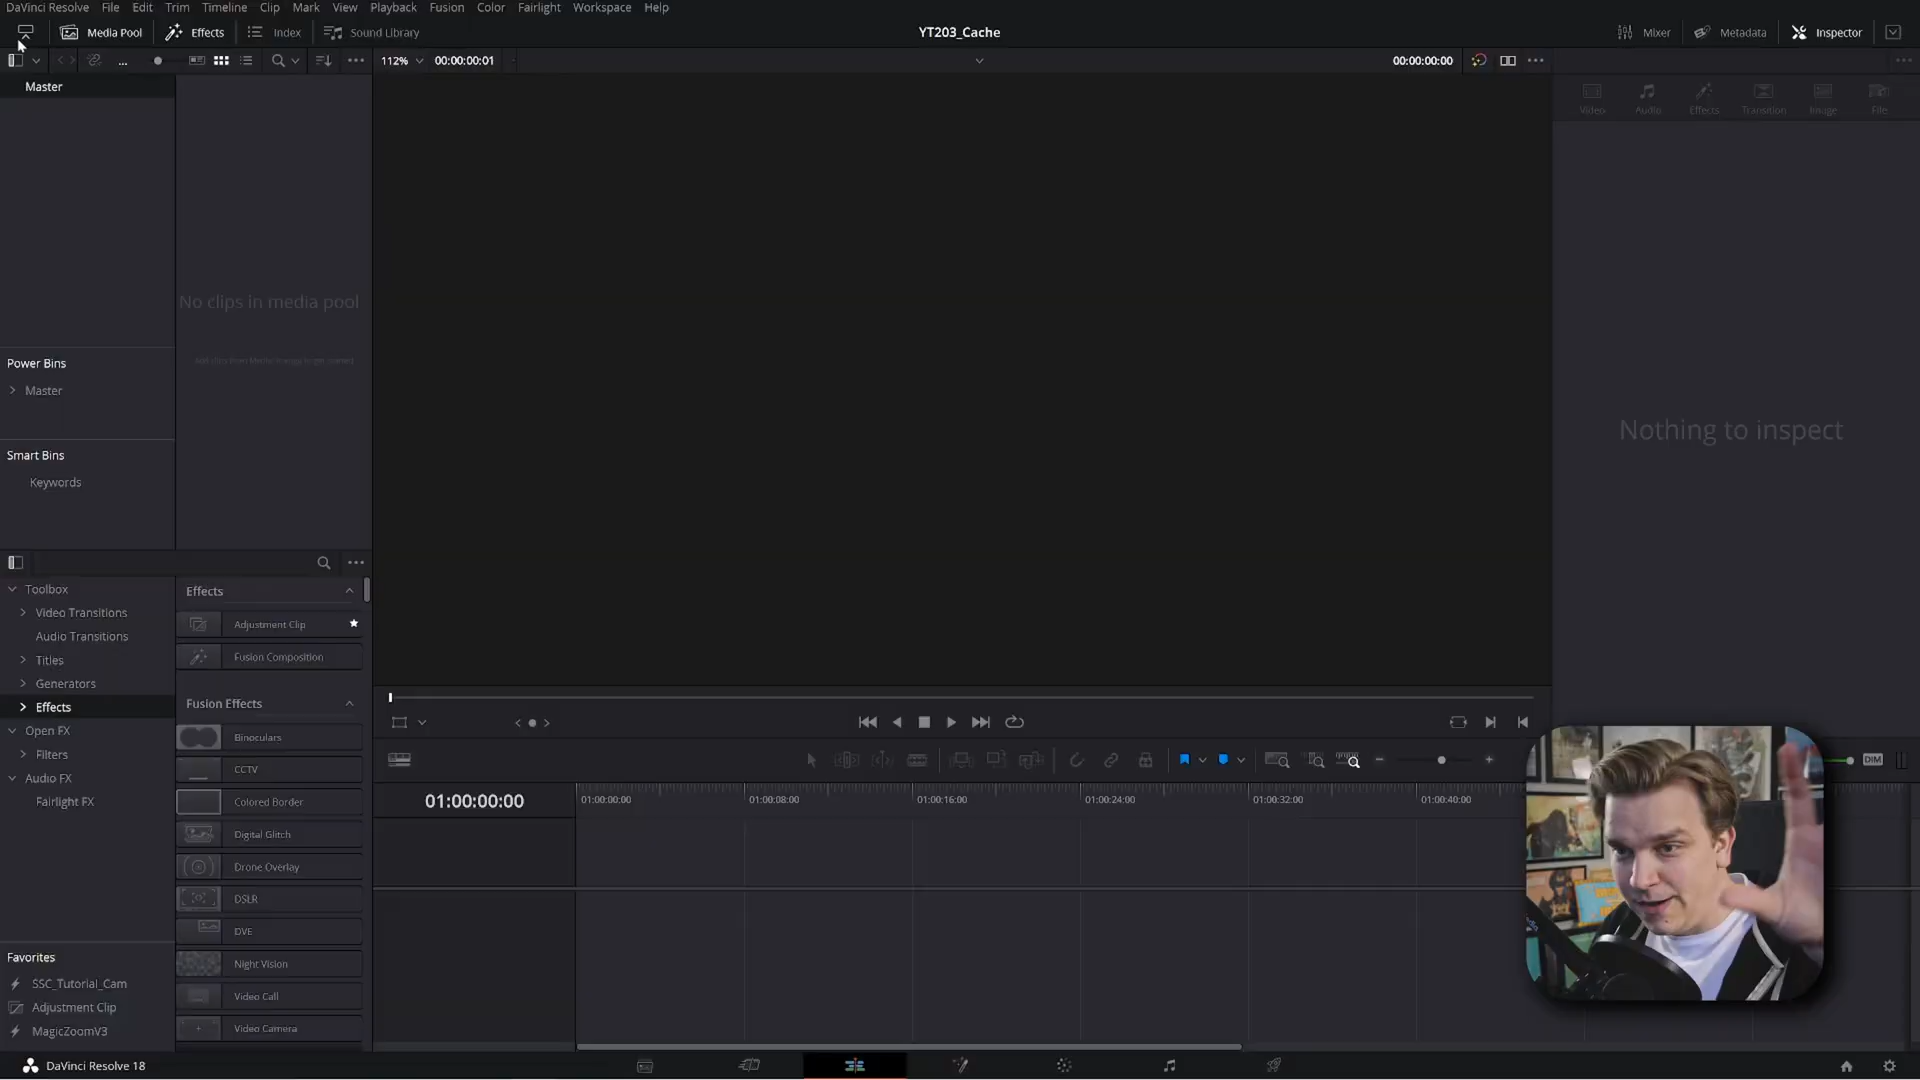 DaVinci Resolve File Edit Trim Timeline Clip Mark View Playback Fusion Color Fairlight Workspace Help
Media Pool Effects Index Sound Library YT203_Cache Mixer Metadata Inspector
... 112% 00:00:00:01 00:00:00:00
Master
Video Audio Effects Transition Image File
No clips in media pool
Power Bins
Master
Nothing to inspect
Smart Bins
Keywords
Toolbox
Video Transitions
Audio Transitions
Titles
Generators
Effects
Open FX
Filters
Audio FX
Fairlight FX
Effects
Adjustment Clip
Fusion Composition
Fusion Effects
Binoculars
CCTV
Colored Border
Digital Glitch
Drone Overlay
DSLR
DVE
Night Vision
Video Call
Video Camera
DIM
01:00:00:00
01:00:00:00 01:00:08:00 01:00:16:00 01:00:24:00 01:00:32:00 01:00:40:00
Favorites
SSC_Tutorial_Cam
Adjustment Clip
MagicZoomV3
DaVinci Resolve 18